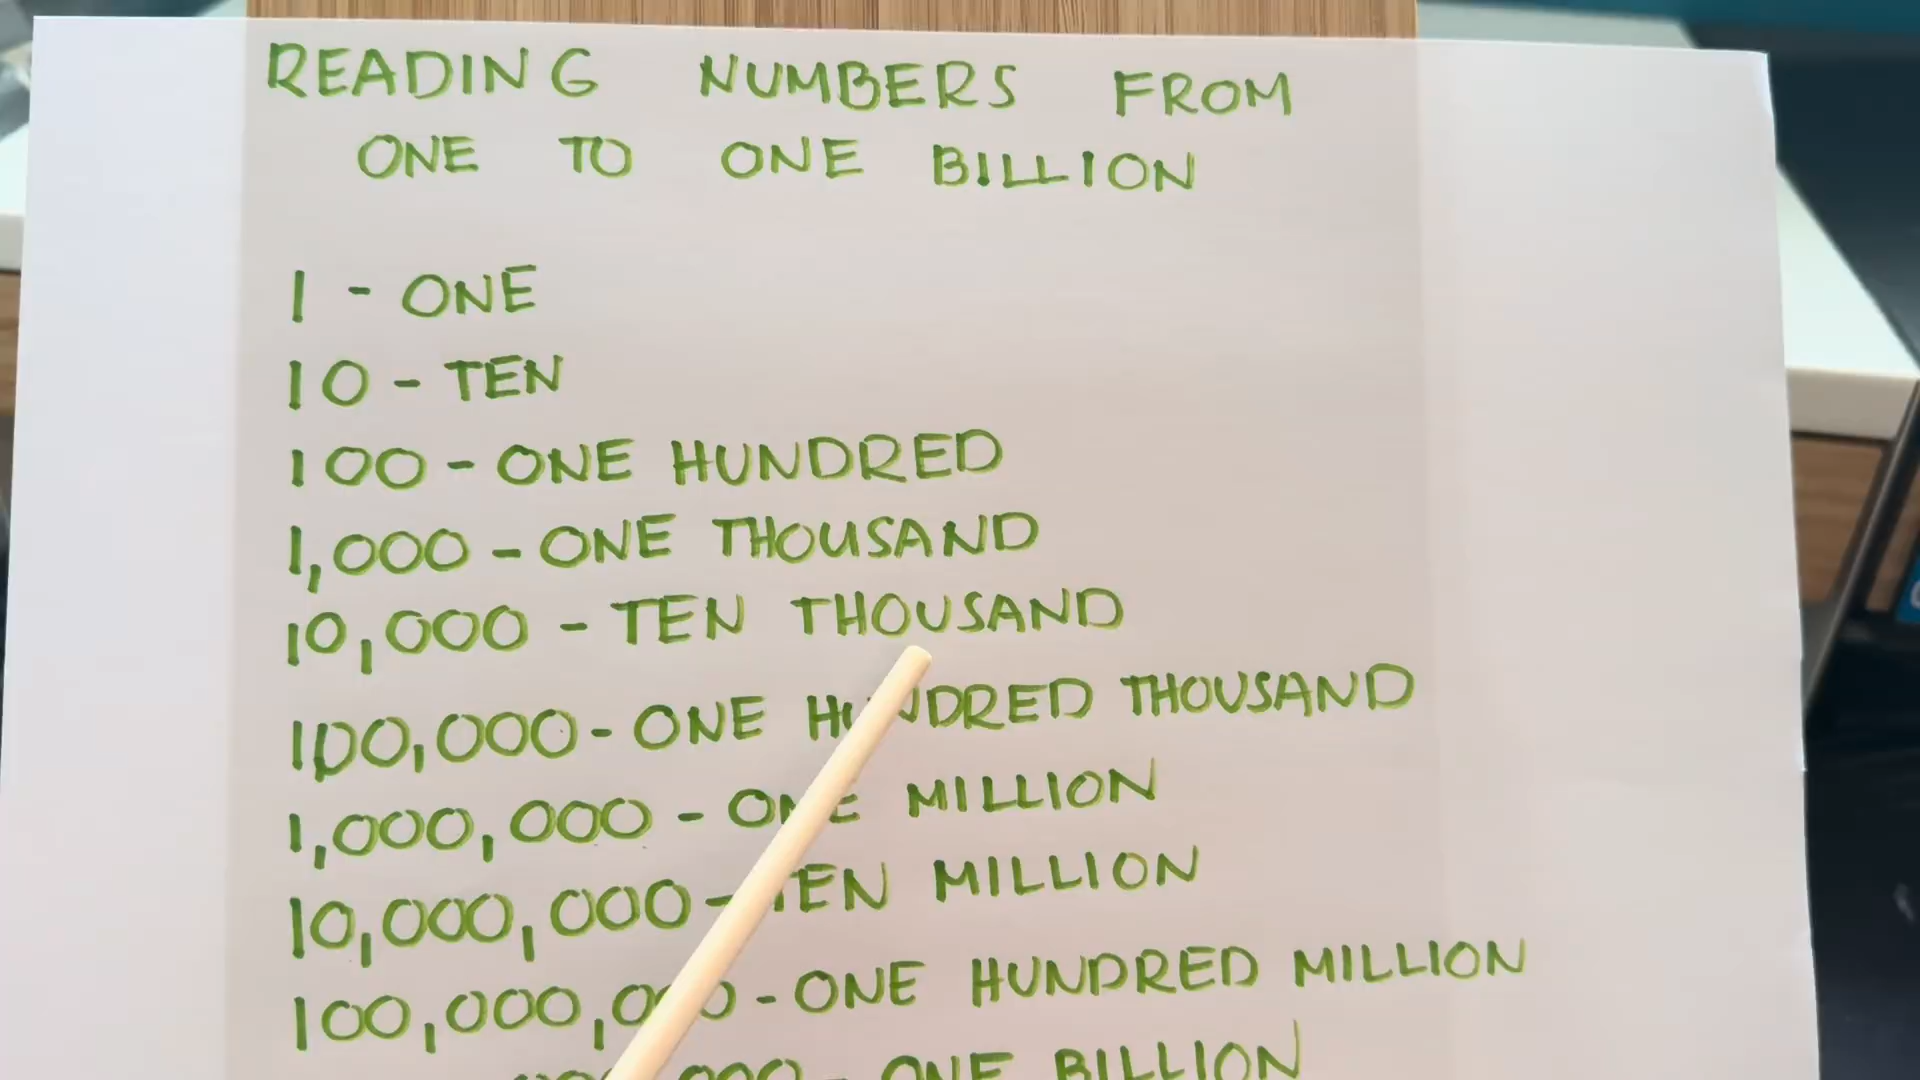 READING NUMBERS FROM
ONE TO ONE BILLION
1 - ONE
10 - TEN
100 - ONE HUNDRED
1,000 - ONE THOUSAND
10,000 - TEN THOUSAND
100,000 - ONE HUNDRED THOUSAND
1,000,000 - ONE MILLION
10,000,000 - TEN MILLION
100,000,000 - ONE HUNDRED MILLION
- ONE BILLION